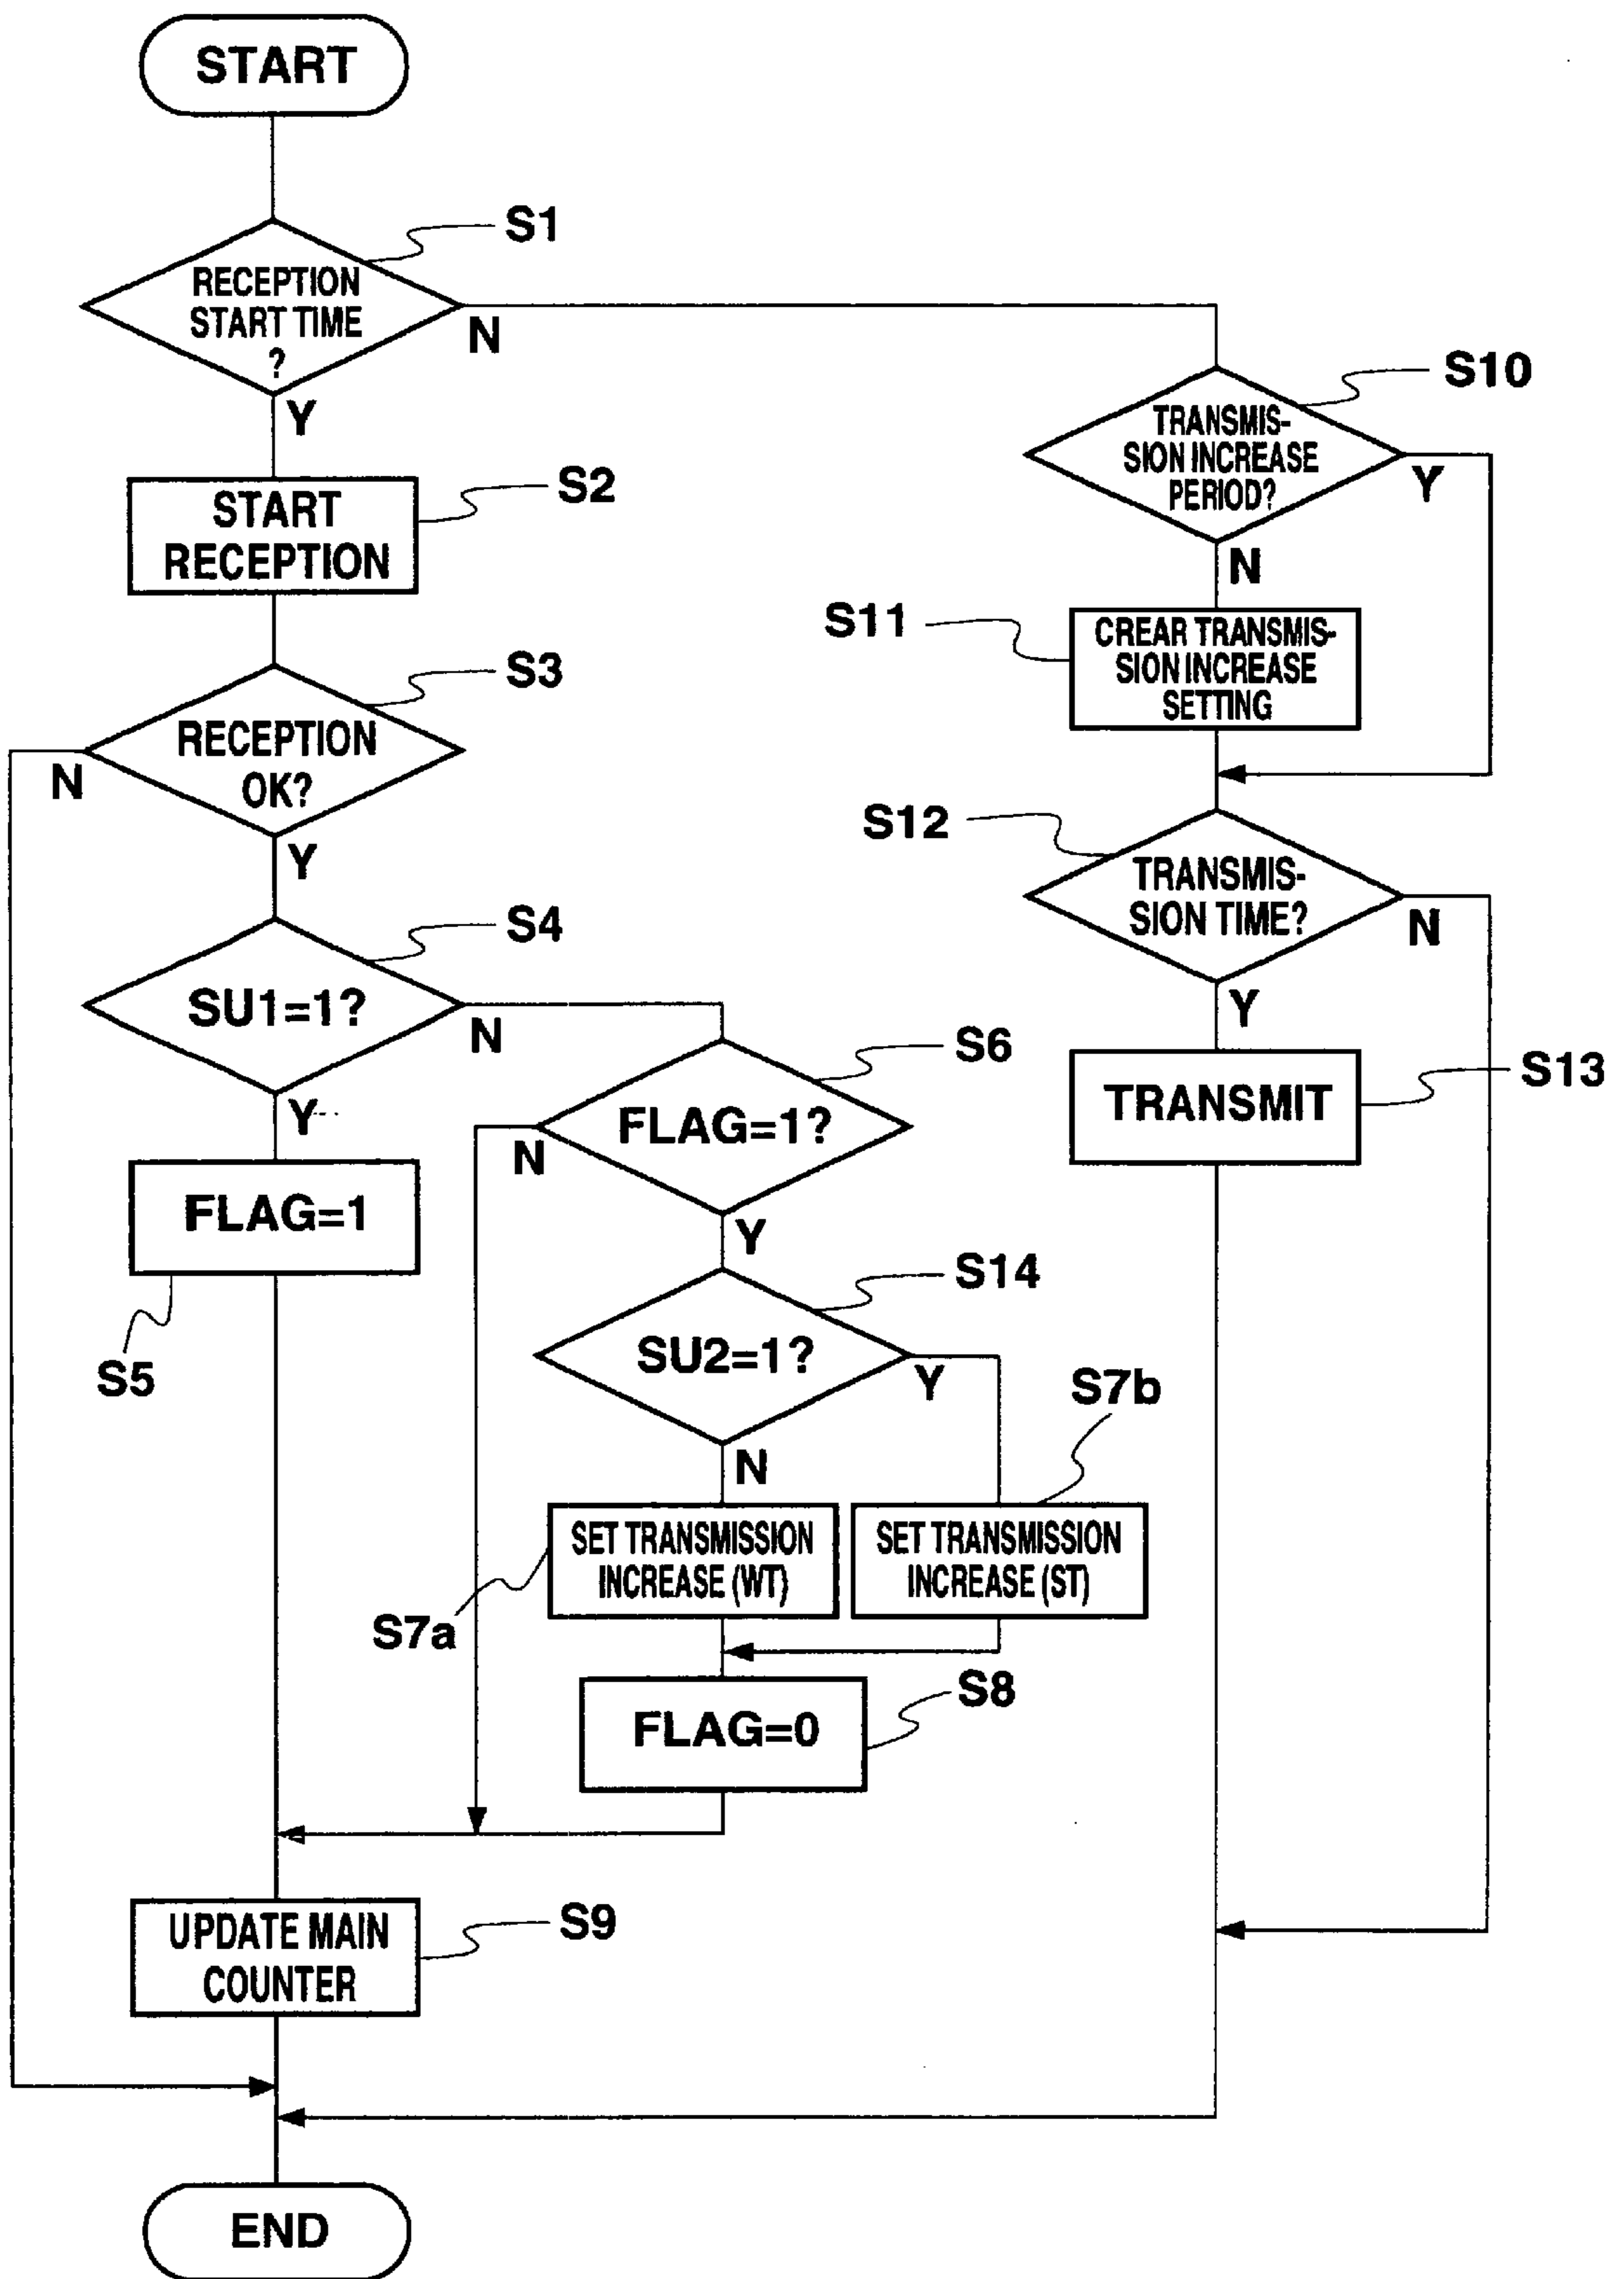 START
S1
RECEPTION
START TIME
?
N
Y
S10
TRANSMIS-
SION INCREASE
PERIOD?
Y
N
S2
START
RECEPTION
S11
CREAR TRANSMIS-
SION INCREASE
SETTING
S3
RECEPTION
OK?
N
Y
S12
TRANSMIS-
SION TIME?
N
Y
S4
SU1=1?
N
Y
S6
FLAG=1?
N
Y
S13
TRANSMIT
FLAG=1
S5
S14
SU2=1?
Y
N
S7b
SET TRANSMISSION
INCREASE (WT)
SET TRANSMISSION
INCREASE (ST)
S7a
S8
FLAG=0
S9
UPDATE MAIN
COUNTER
END